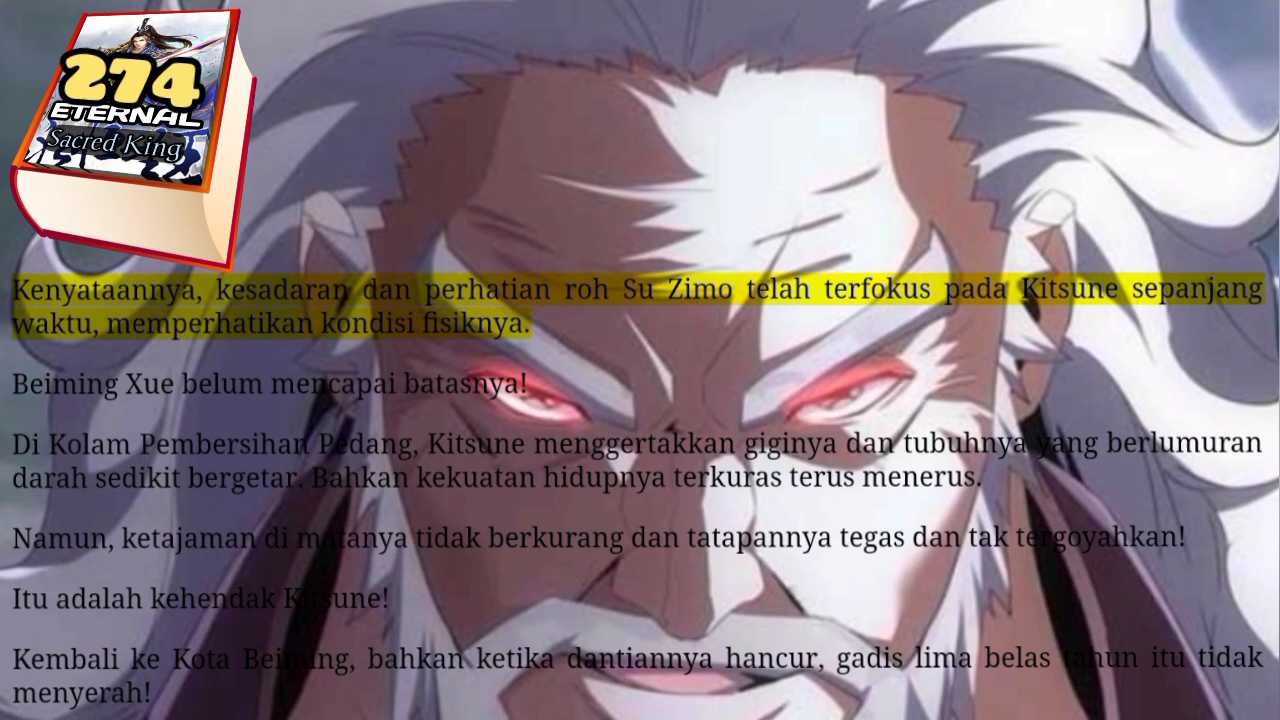 274
ETERNAL
Sacred King
Kenyataannya, kesadaran dan perhatian roh Su Zimo telah terfokus pada Kitsune sepanjang
waktu, memperhatikan kondisi fisiknya.
Beiming Xue belum mencapai batasnya!
Di Kolam Pembersihan Pedang, Kitsune menggertakkan giginya dan tubuhnya yang berlumuran
darah sedikit bergetar. Bahkan kekuatan hidupnya terkuras terus menerus.
Namun, ketajaman di matanya tidak berkurang dan tatapannya tegas dan tak tergoyahkan!
Itu adalah kehendak Kitsune!
Kembali ke Kota Beiming, bahkan ketika dantiannya hancur, gadis lima belas tahun itu tidak
menyerah!